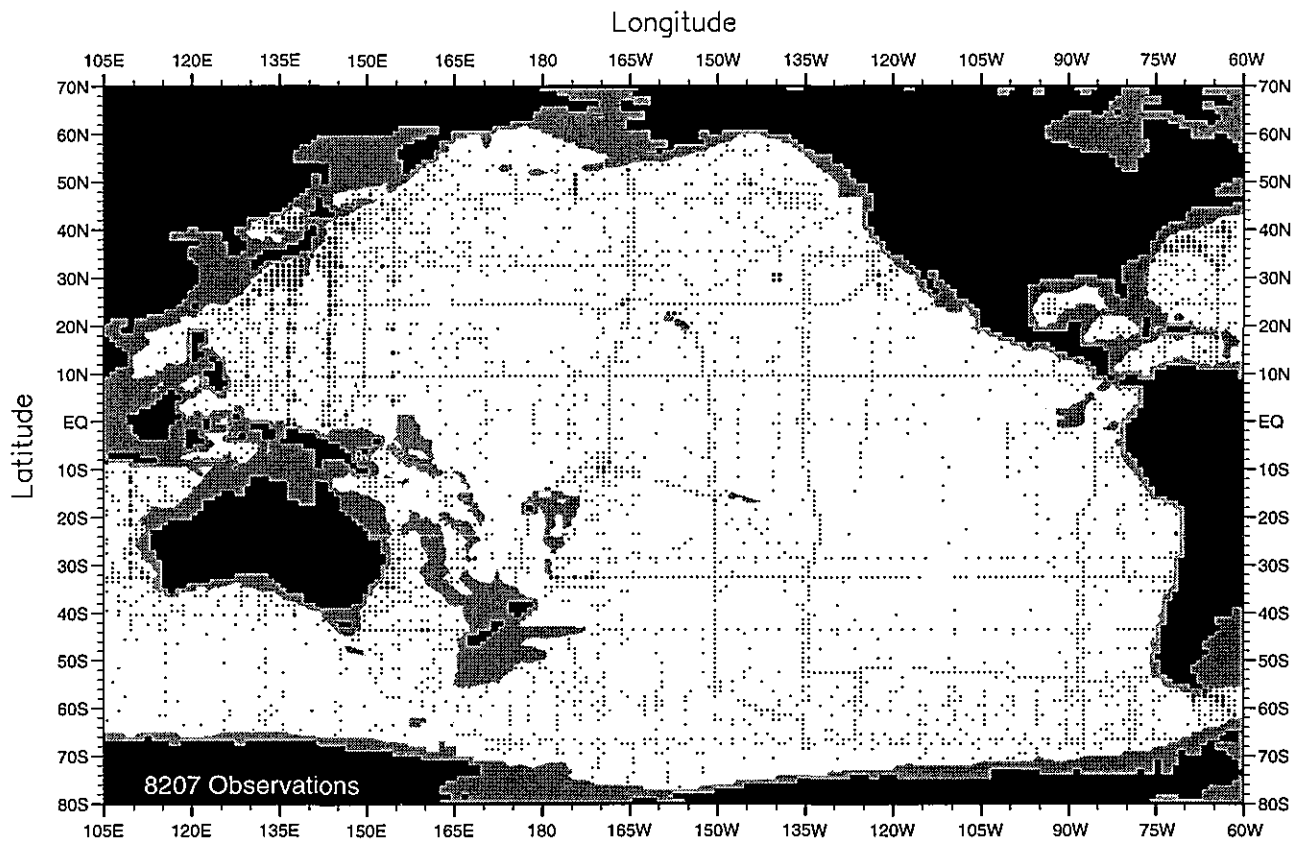 Longitude
105E 120E 135E 150E 165E 180 165W 150W 135W 105W 90W 75W 60W
70N 70N
60N 60N
50N 50N
40N 40N
30N 30N
20N 20N
10N 10N
EQ EQ
Latitude
10S 10S
20S 20S
30S 30S
40S 40S
50S 50S
60S 60S
70S 70S
8207 Observations
80S 80S
105E 120E 135E 150E 165E 180 165W 150W 135W 105W 90W 75W 60W